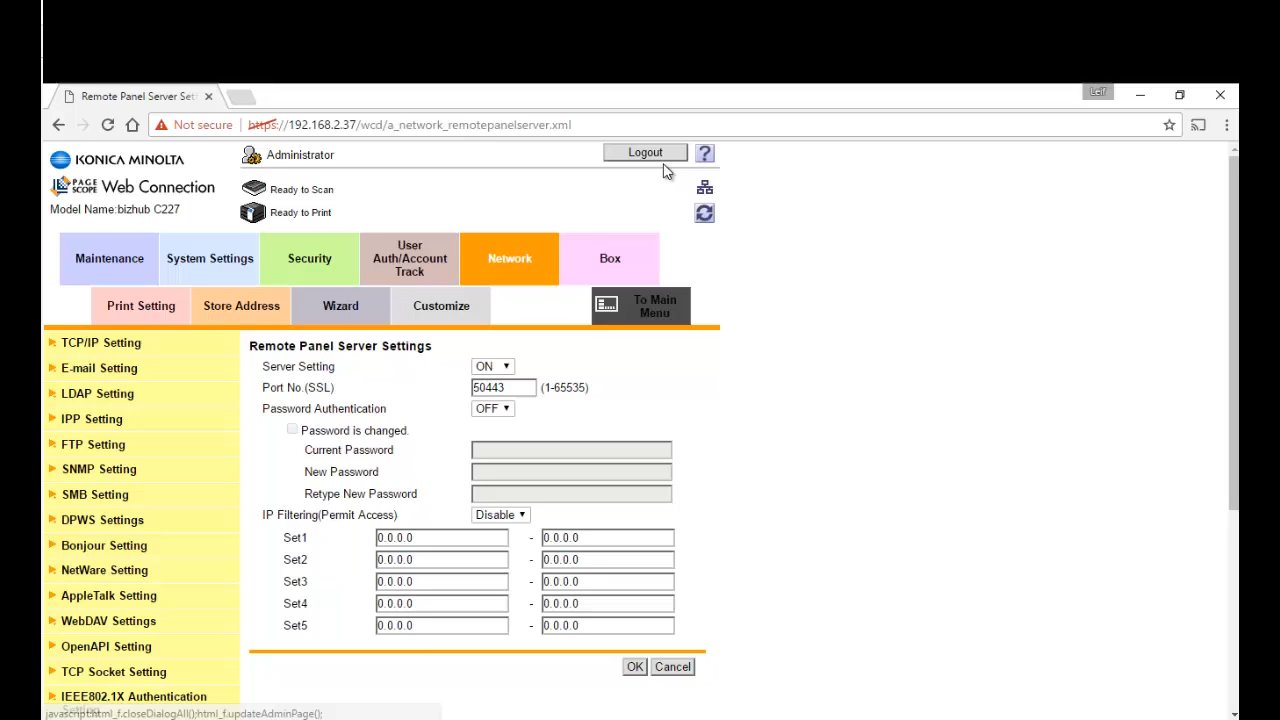 Leif
Remote Panel Server Set
Not secure | https://192.168.2.37/wcd/a_network_remotepanelserver.xml
KONICA MINOLTA
Administrator
Logout
?
PAGE SCOPE Web Connection
Ready to Scan
Model Name:bizhub C227
Ready to Print
Maintenance
System Settings
Security
User Auth/Account Track
Network
Box
Print Setting
Store Address
Wizard
Customize
To Main Menu
TCP/IP Setting
E-mail Setting
LDAP Setting
IPP Setting
FTP Setting
SNMP Setting
SMB Setting
DPWS Settings
Bonjour Setting
NetWare Setting
AppleTalk Setting
WebDAV Settings
OpenAPI Setting
TCP Socket Setting
IEEE802.1X Authentication Setting
Remote Panel Server Settings
Server Setting ON
Port No.(SSL) 50443 (1-65535)
Password Authentication OFF
Password is changed.
Current Password
New Password
Retype New Password
IP Filtering(Permit Access) Disable
Set1 0.0.0.0 - 0.0.0.0
Set2 0.0.0.0 - 0.0.0.0
Set3 0.0.0.0 - 0.0.0.0
Set4 0.0.0.0 - 0.0.0.0
Set5 0.0.0.0 - 0.0.0.0
OK Cancel
javascript:html_f.closeDialogAll();html_f.updateAdminPage();